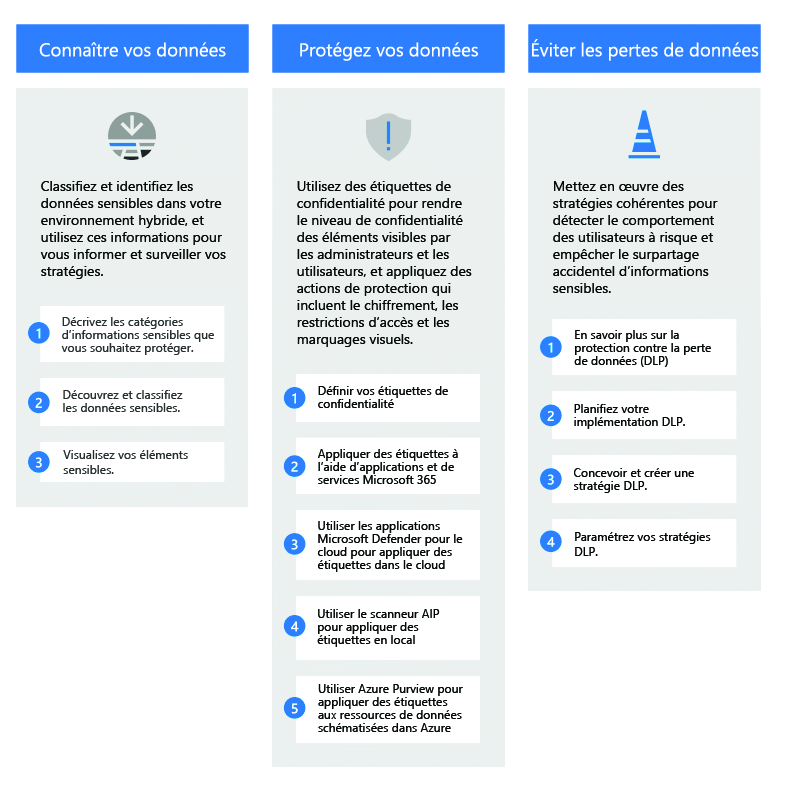 Connaître vos données
Classifiez et identifiez les
données sensibles dans votre
environnement hybride, et
utilisez ces informations pour
vous informer et surveiller vos
stratégies.
1
Décrivez les catégories
d'informations sensibles que
vous souhaitez protéger.
2
Découvrez et classifiez
les données sensibles.
3
Visualisez vos éléments
sensibles.
Protégez vos données
Utilisez des étiquettes de
confidentialité pour rendre
le niveau de confidentialité
des éléments visibles par
les administrateurs et les
utilisateurs, et appliquez des
actions de protection qui
incluent le chiffrement, les
restrictions d'accès et les
marquages visuels.
1
Définir vos étiquettes de
confidentialité
2
Appliquer des étiquettes à
l'aide d'applications et de
services Microsoft 365
3
Utiliser les applications
Microsoft Defender pour le
cloud pour appliquer des
étiquettes dans le cloud
4
Utiliser le scanneur AIP
pour appliquer des
étiquettes en local
5
Utiliser Azure Purview pour
appliquer des étiquettes
aux ressources de données
schématisées dans Azure
Éviter les pertes de données
Mettez en œuvre des
stratégies cohérentes pour
détecter le comportement
des utilisateurs à risque et
empêcher le surpartage
accidentel d'informations
sensibles.
1
En savoir plus sur la
protection contre la perte
de données (DLP)
2
Planifiez votre
implémentation DLP.
3
Concevoir et créer une
stratégie DLP.
4
Paramétrez vos stratégies
DLP.